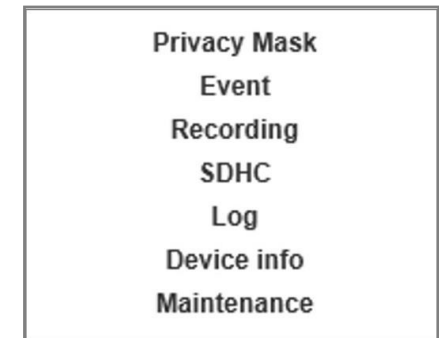 Privacy Mask
Event
Recording
SDHC
Log
Device info
Maintenance